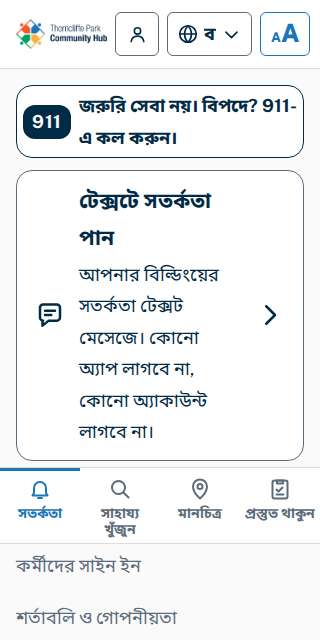 Thorncliffe Park
Community Hub
ব
AA
911
জরুরি সেবা নয়। বিপদে? 911-
এ কল করুন।
টেক্সটে সতর্কতা
পান
আপনার বিল্ডিংয়ের
সতর্কতা টেক্সট
মেসেজে। কোনো
অ্যাপ লাগবে না,
কোনো অ্যাকাউন্ট
লাগবে না।
সতর্কতা
সাহায্য
খুঁজুন
মানচিত্র
প্রস্তুত থাকুন
কর্মীদের সাইন ইন
শর্তাবলি ও গোপনীয়তা